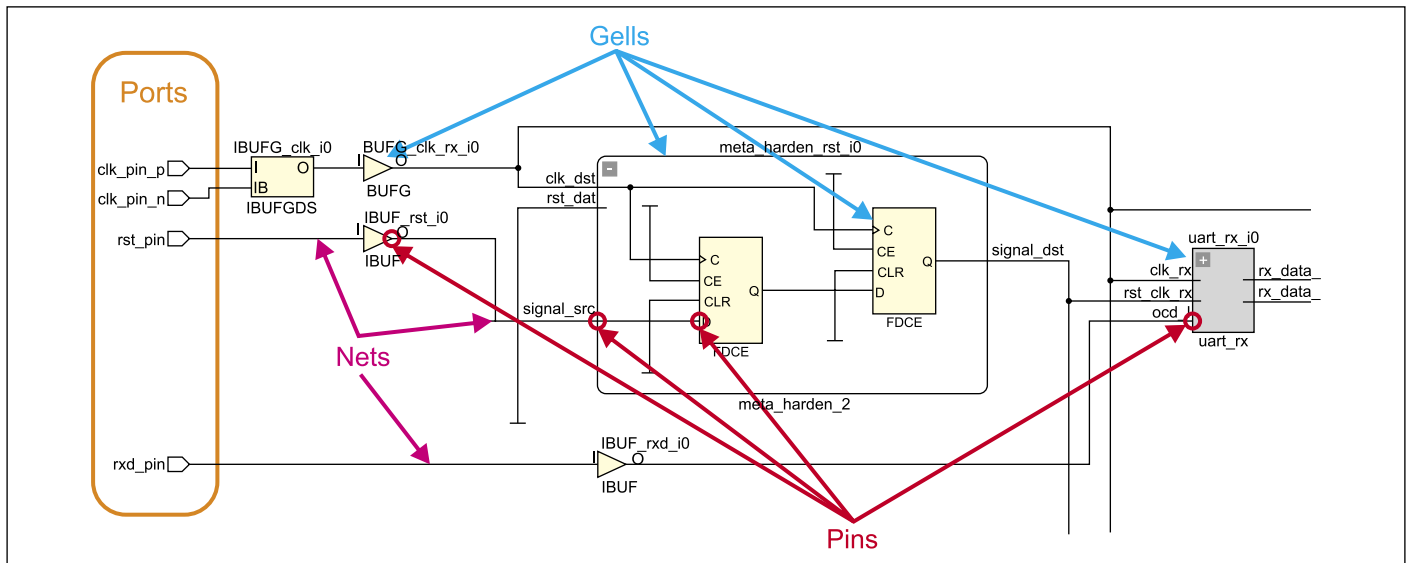 Gells
Ports
IBUFG_clk_i0
BUFG_clk_rx_i0
meta_harden_rst_i0
clk_pin_p
I
O
I
O
clk_pin_n
IB
IBUFGDS
BUFG
-
clk_dst
rst_dat
IBUF_rst_i0
rst_pin
I
O
IBUF
C
CE
CLR
D
Q
FDCE
C
CE
CLR
Q
D
FDCE
signal_src
signal_dst
uart_rx_i0
+
clk_rx
rx_data_
rst_clk_rx
rx_data_
ocd_l
uart_rx
Nets
meta_harden_2
IBUF_rxd_i0
rxd_pin
I
O
IBUF
Pins